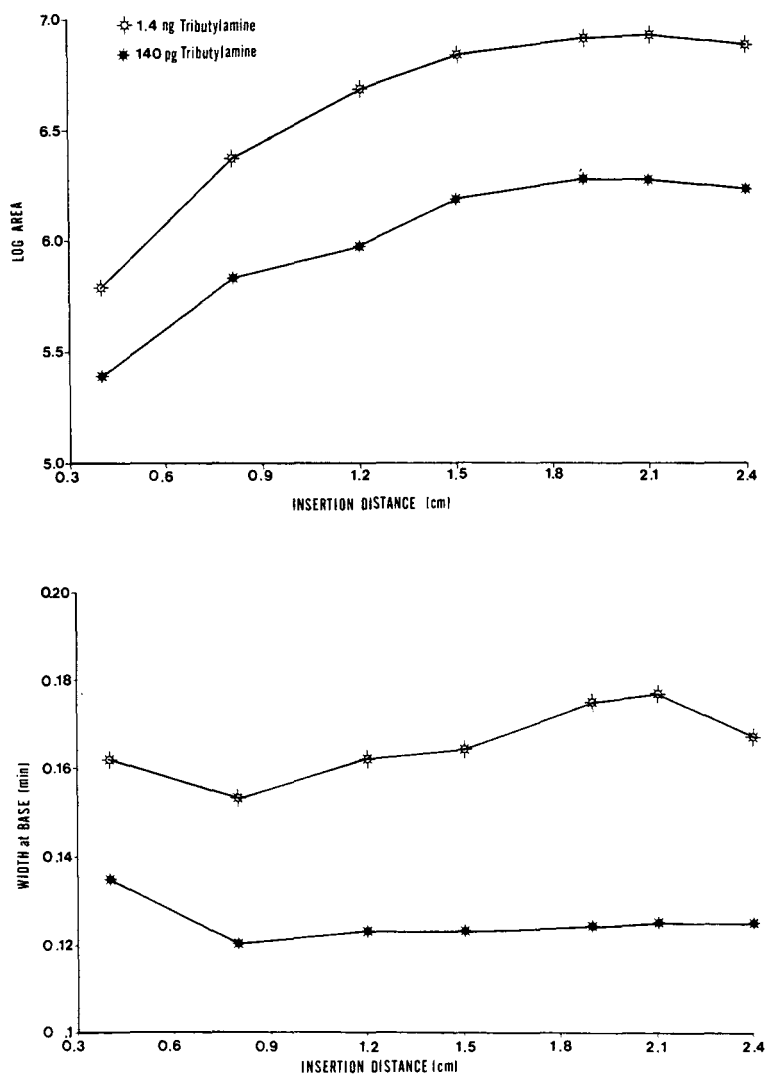 1.4 ng Tributylamine
140 pg Tributylamine
7.0
6.5
6.0
5.5
5.0
LOG AREA
0.3 0.6 0.9 1.2 1.5 1.8 2.1 2.4
INSERTION DISTANCE (cm)
0.20
0.18
0.16
0.14
0.12
0 .1
WIDTH at BASE (min)
0.3 0.6 0.9 1.2 1.5 1.8 2.1 2.4
INSERTION DISTANCE (cm)